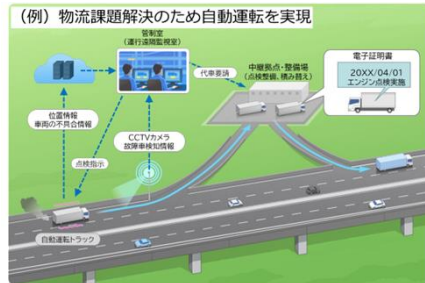 （例）物流課題解決のため自動運転を実現
管制室
（運行遠隔監視室）
代車要請
中継拠点・整備場
（点検整備、積み替え）
電子証明書
20XX/04/01
エンジン点検実施
位置情報
車両の不具合情報
CCTVカメラ
故障車検知情報
点検指示
自動運転トラック